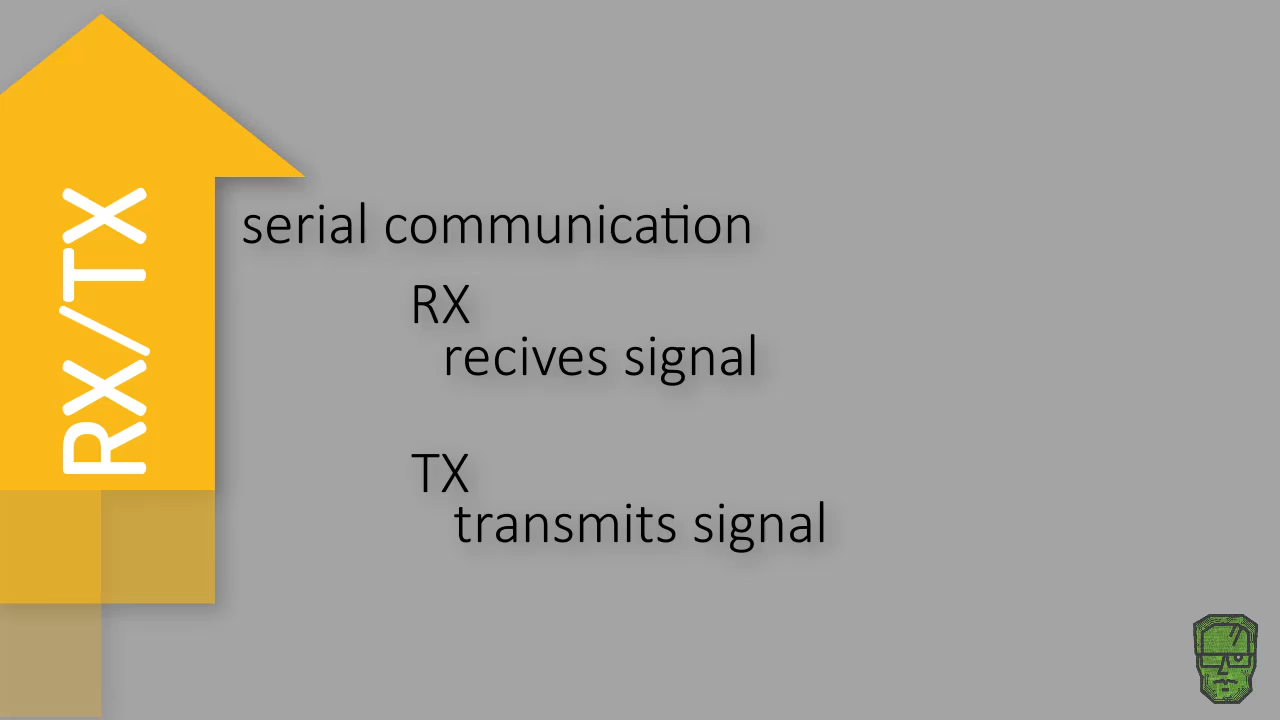 RX/TX
serial communication
RX
recives signal
TX
transmits signal